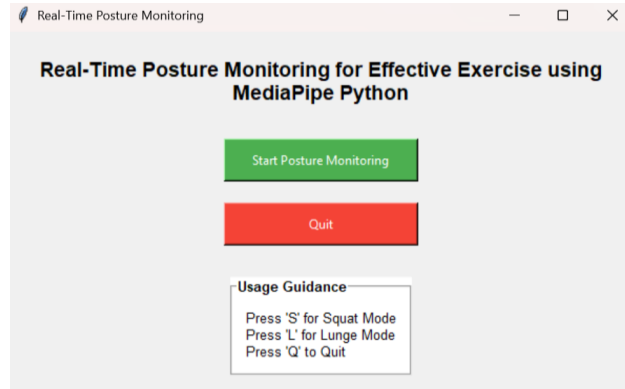 Real-Time Posture Monitoring
Real-Time Posture Monitoring for Effective Exercise using
MediaPipe Python
Start Posture Monitoring
Quit
Usage Guidance
Press 'S' for Squat Mode
Press 'L' for Lunge Mode
Press 'Q' to Quit